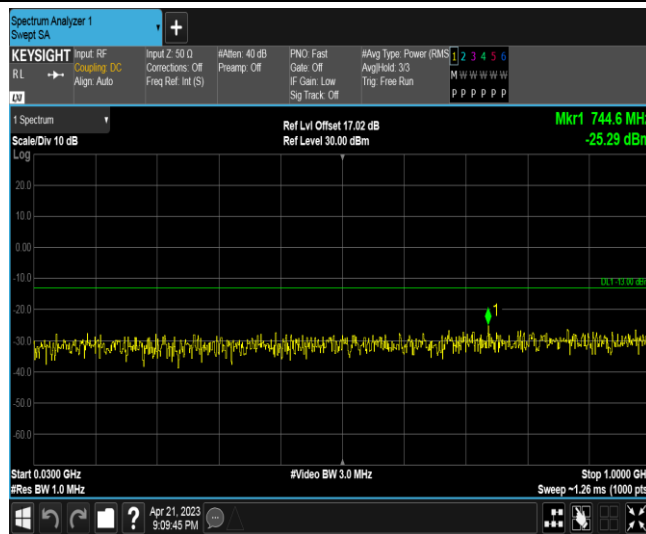 Spectrum Analyzer 1
Swept SA
+
KEYSIGHT
RL
Input: RF
Coupling: DC
Align: Auto
Input Z: 50 Ω
Corrections: Off
Freq Ref: Int (S)
#Atten: 40 dB
Preamp: Off
PNO: Fast
Gate: Off
IF Gain: Low
Sig Track: Off
#Avg Type: Power (RMS
Avg|Hold: 3/3
Trig: Free Run
1 2 3 4 5 6
M W W W W W
P P P P P P
LXI
1 Spectrum
Scale/Div 10 dB
Log
Ref Lvl Offset 17.02 dB
Ref Level 30.00 dBm
Mkr1 744.6 MHz
-25.29 dBm
20.0
10.0
0.00
-10.0
DL1 -13.00 dBm
-20.0
1
-30.0
-40.0
-50.0
-60.0
Start 0.0300 GHz
#Res BW 1.0 MHz
#Video BW 3.0 MHz
Stop 1.0000 GHz
Sweep ~1.26 ms (1000 pts)
?
Apr 21, 2023
9:09:45 PM